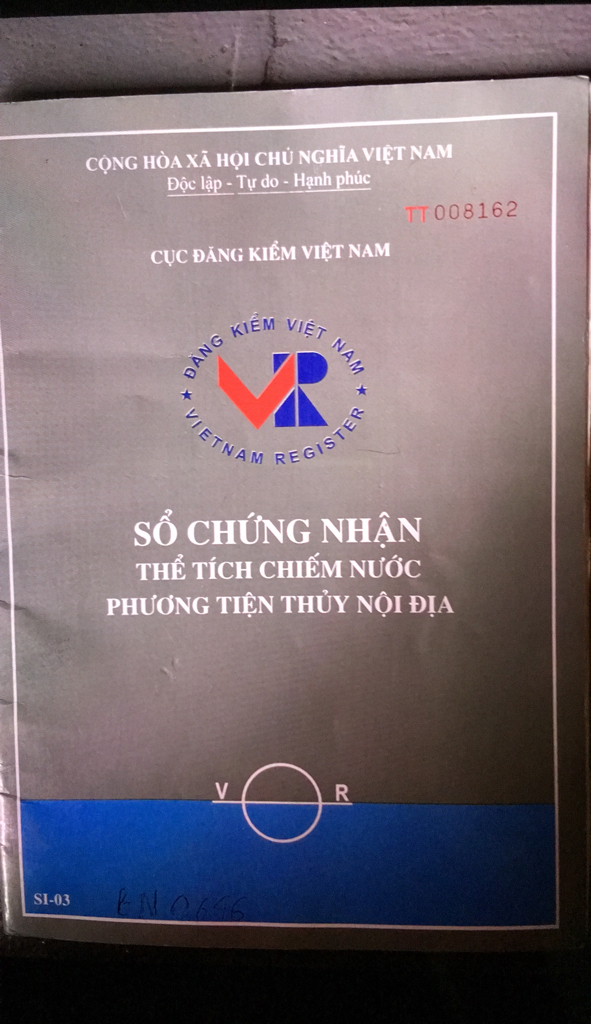 CỘNG HÒA XÃ HỘI CHỦ NGHĨA VIỆT NAM
Độc lập - Tự do - Hạnh phúc
TT 008162
CỤC ĐĂNG KIỂM VIỆT NAM
★ ĐĂNG KIỂM VIỆT NAM ★
VR
VIETNAM REGISTER
SỔ CHỨNG NHẬN
THỂ TÍCH CHIẾM NƯỚC
PHƯƠNG TIỆN THỦY NỘI ĐỊA
V R
SI-03